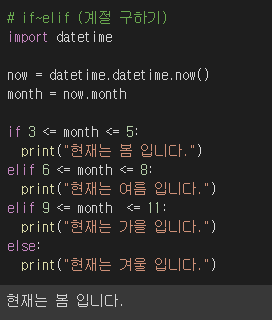 # if~elif (계절 구하기)
import datetime

now = datetime.datetime.now()
month = now.month

if 3 <= month <= 5:
  print("현재는 봄 입니다.")
elif 6 <= month <= 8:
  print("현재는 여름 입니다.")
elif 9 <= month  <= 11:
  print("현재는 가을 입니다.")
else:
  print("현재는 겨울 입니다.")
현재는 봄 입니다.